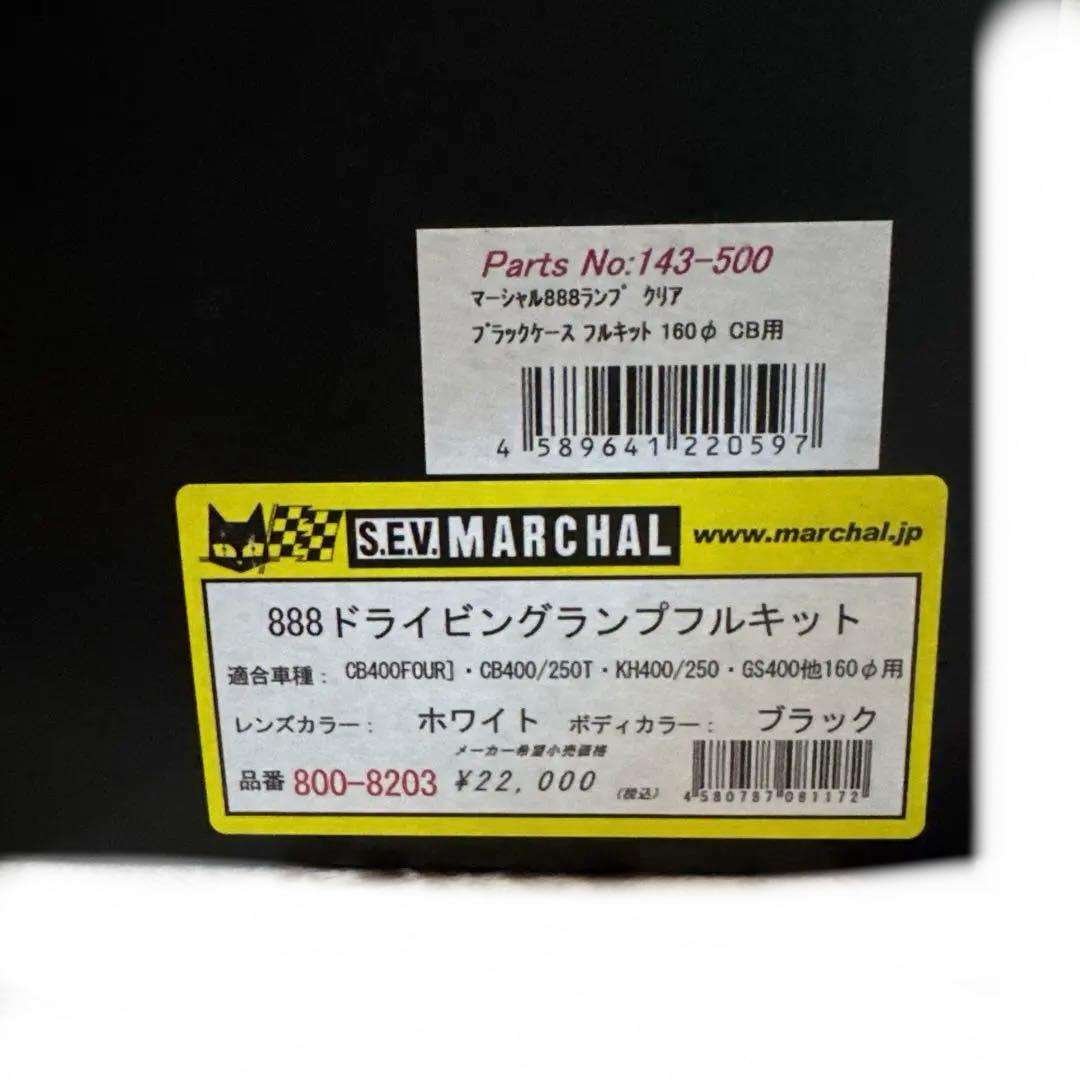 Parts No:143-500
マーシャル888ランプ クリア
ブラックケース フルキット 160φ CB用
4 589641 220597
S.E.V. MARCHAL www.marchal.jp
888ドライビングランプフルキット
適合車種: CB400FOUR]・CB400/250T・KH400/250・GS400他160φ用
レンズカラー: ホワイト ボディカラー: ブラック
メーカー希望小売価格
品番 800-8203 ¥22,000 (税込) 4 580787 081172